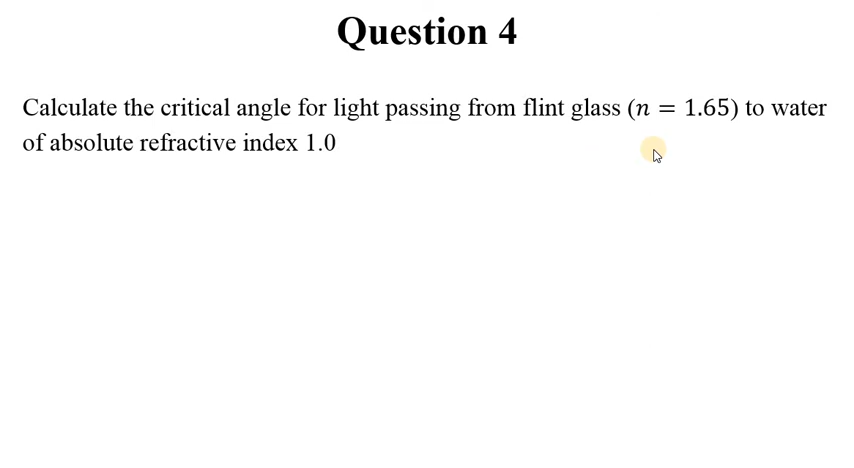 Question 4
Calculate the critical angle for light passing from flint glass (n = 1.65) to water
of absolute refractive index 1.0